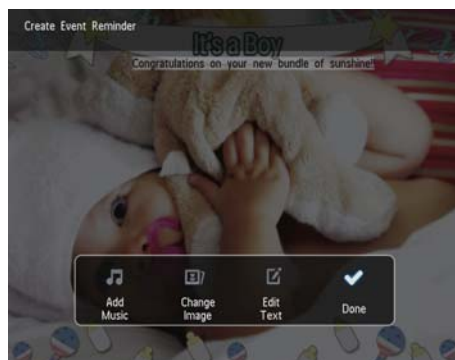 Create Event Reminder
It's a Boy
Congratulations on your new bundle of sunshine!
Add
Music
Change
Image
Edit
Text
Done